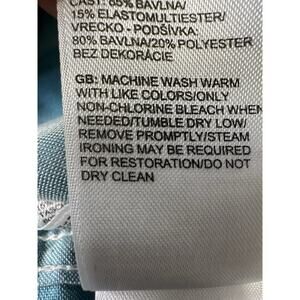 ČÁST: 85% BAVLNA/
15% ELASTOMULTIESTER/
VRECKO - PODŠÍVKA:
80% BAVLNA/20% POLYESTER
BEZ DEKORÁCIE
GB: MACHINE WASH WARM
WITH LIKE COLORS/ONLY
NON-CHLORINE BLEACH WHEN
NEEDED/TUMBLE DRY LOW/
REMOVE PROMPTLY/STEAM
IRONING MAY BE REQUIRED
FOR RESTORATION/DO NOT
DRY CLEAN